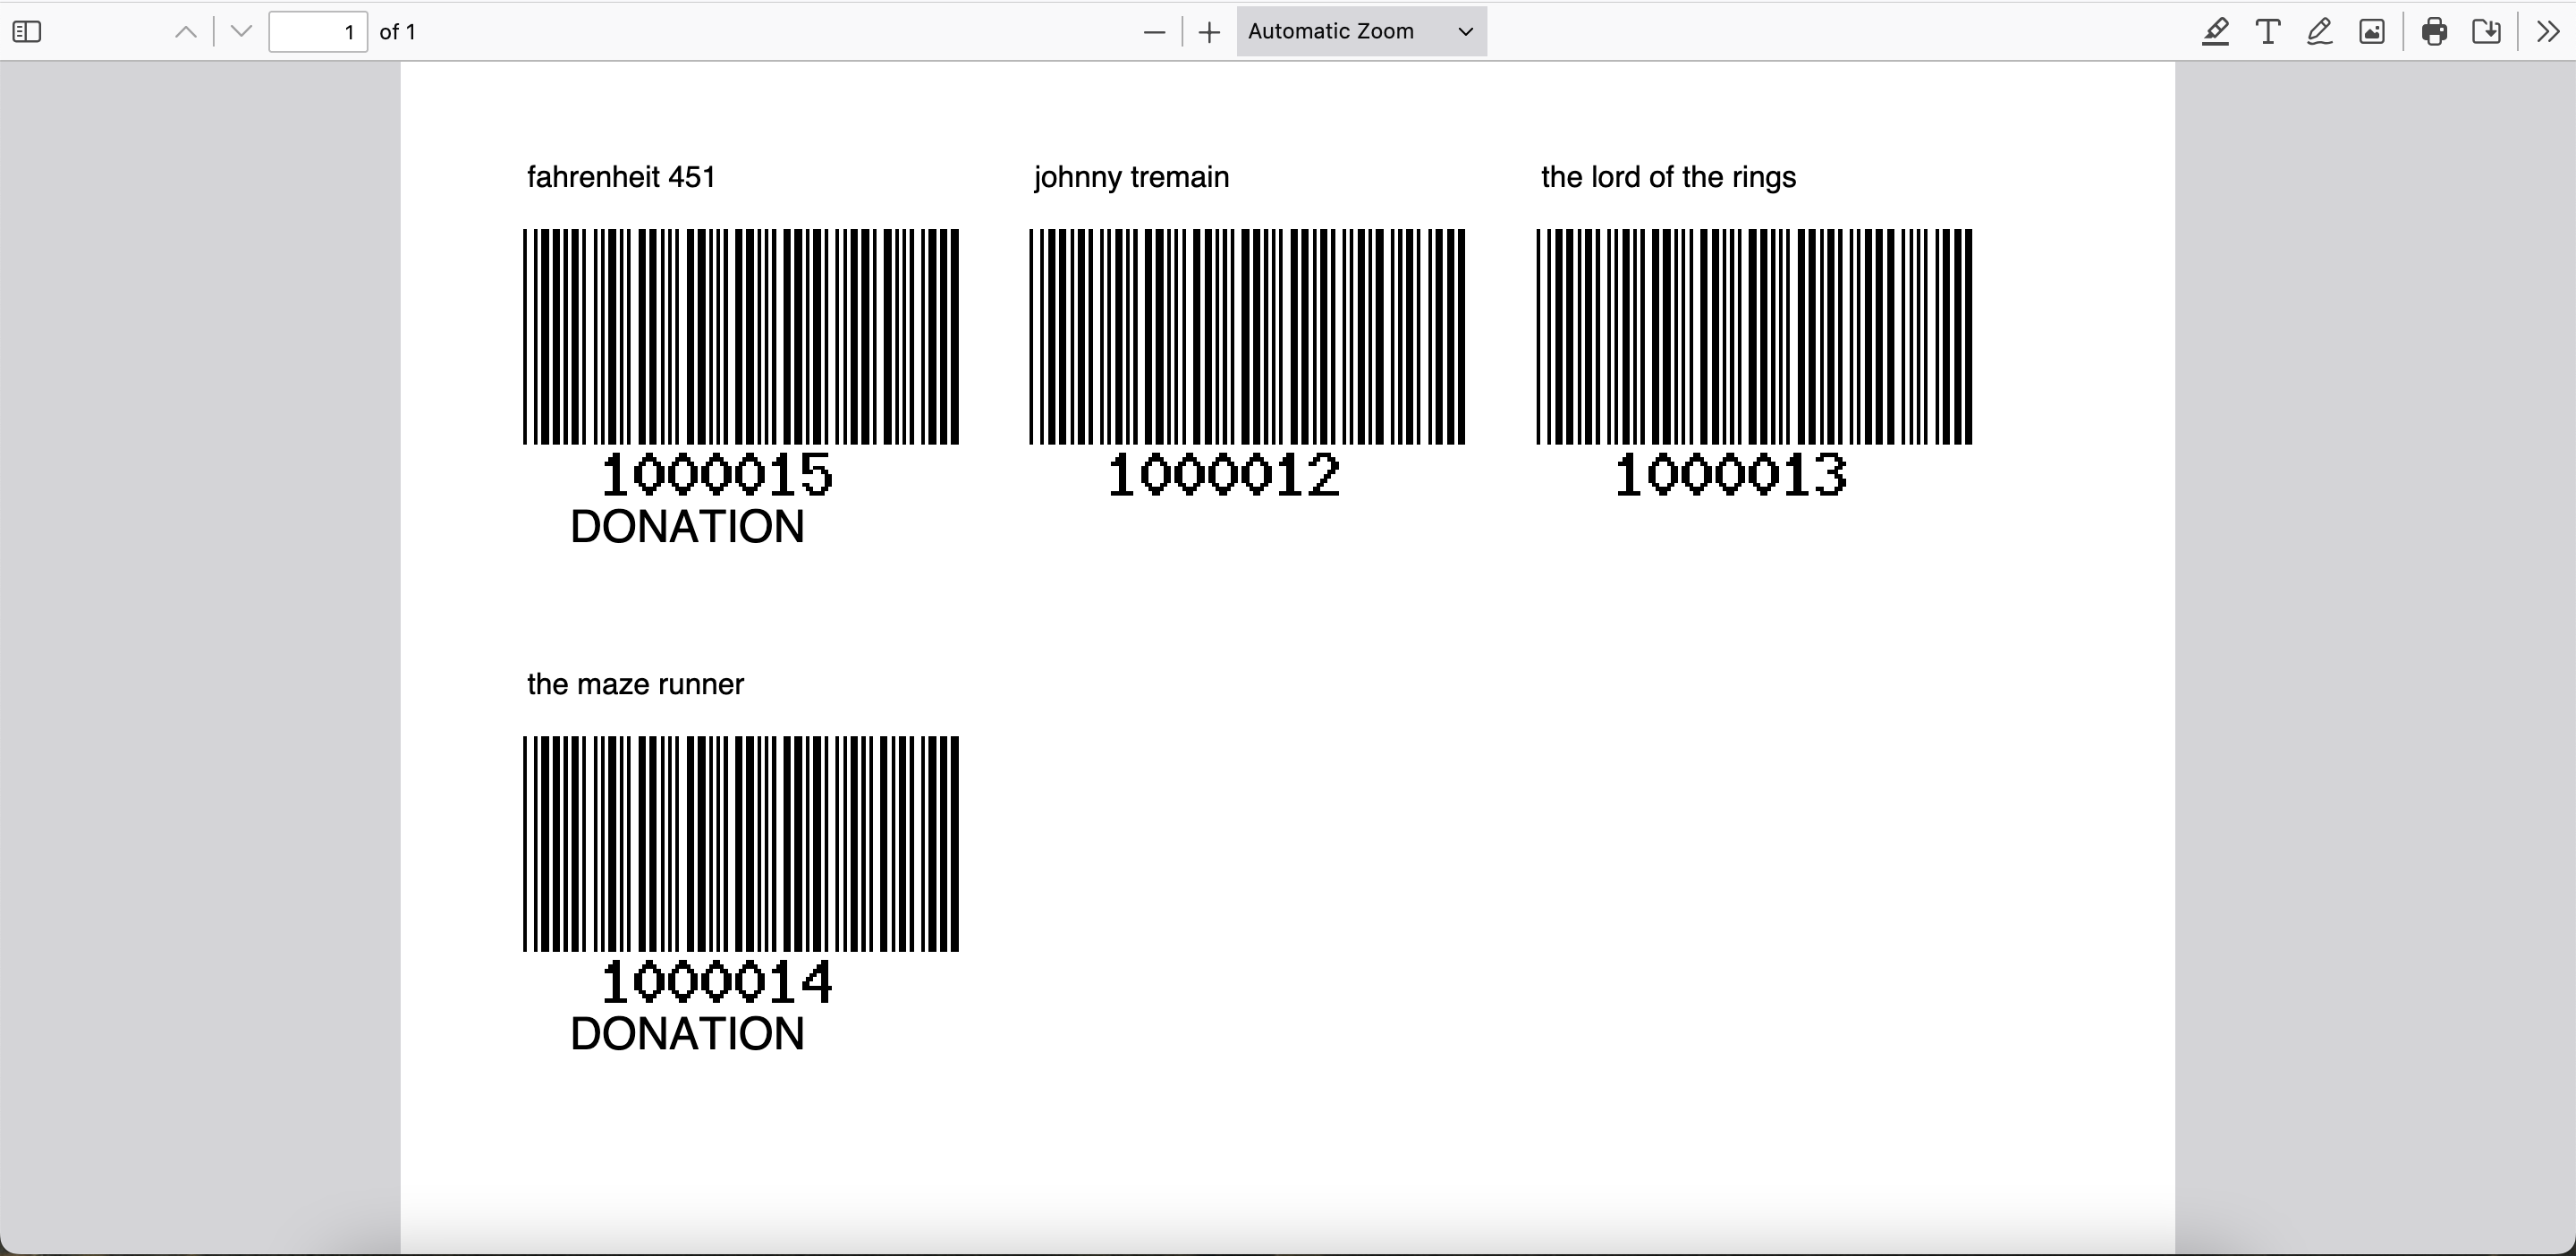 1 of 1 Automatic Zoom
fahrenheit 451
1000015
DONATION
johnny tremain
1000012
the lord of the rings
1000013
the maze runner
1000014
DONATION